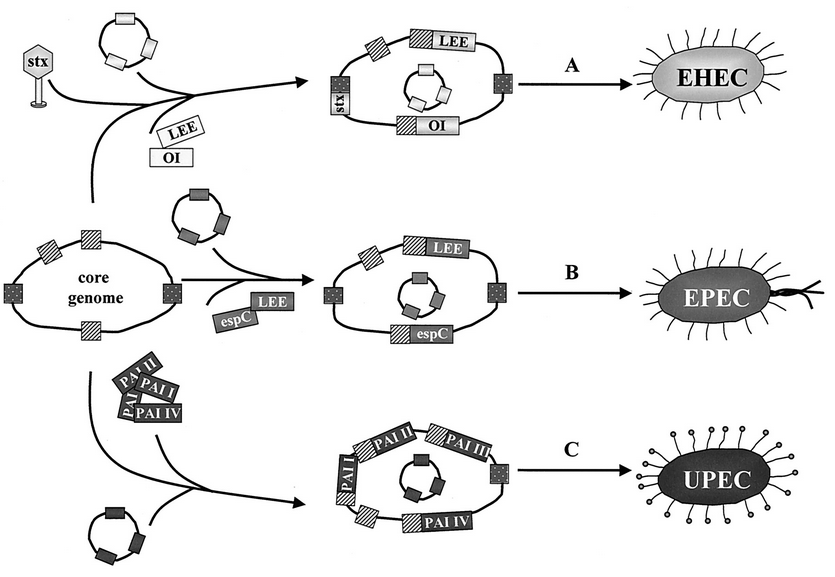 stx
LEE
A
EHEC
LEE
OI
stx
OI
core
genome
LEE
B
EPEC
LEE
espC
espC
PAI II
PAI I
PAI
PAI IV
PAI II
PAI III
C
PAI I
UPEC
PAI IV